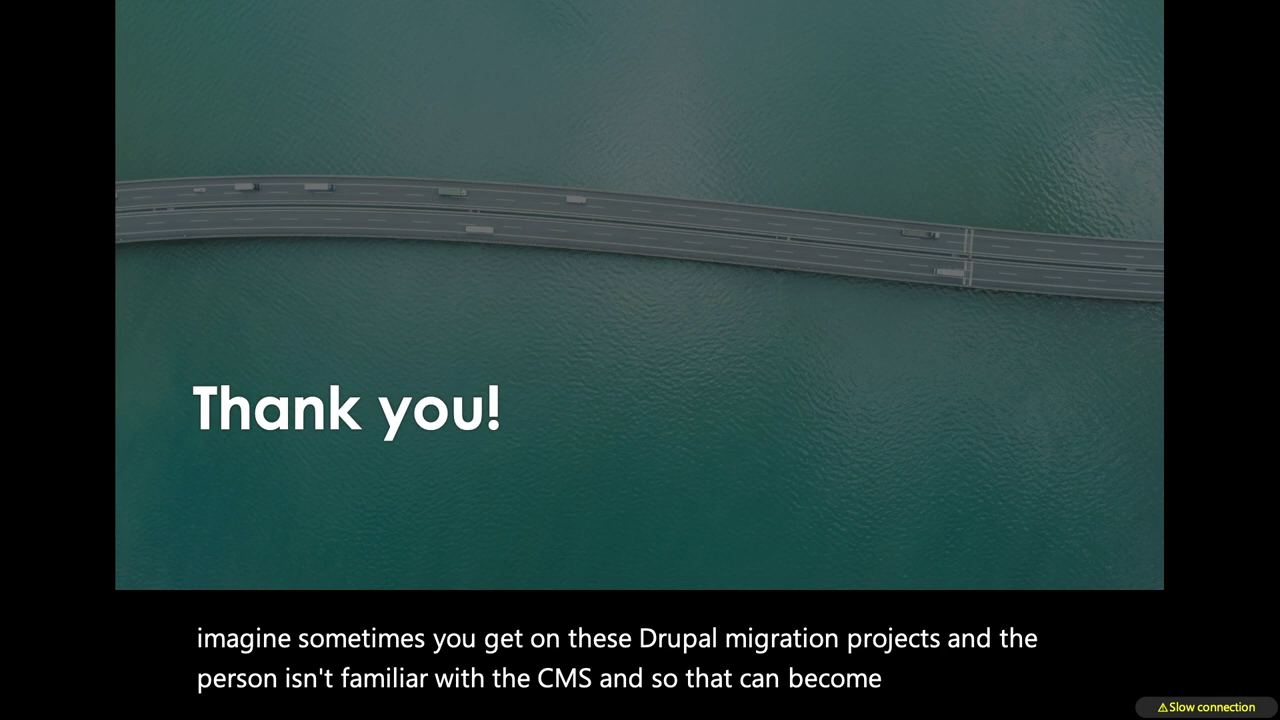 Thank you!
imagine sometimes you get on these Drupal migration projects and the
person isn't familiar with the CMS and so that can become
⚠Slow connection